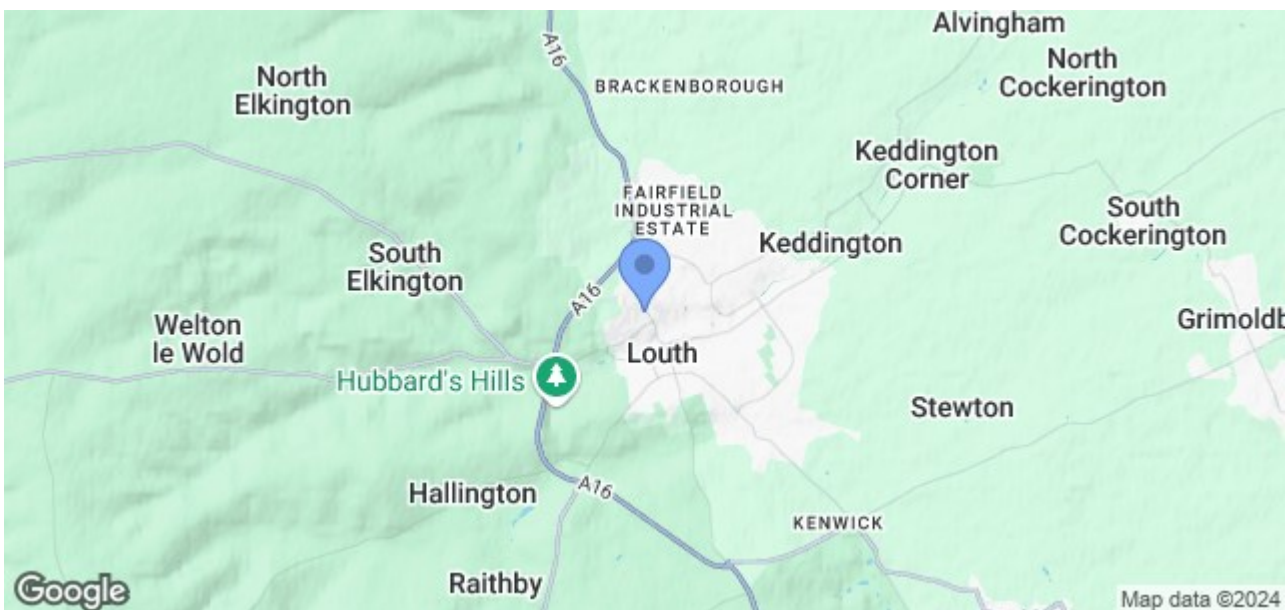 Alvingham
North
Cockerington
A16
BRACKENBOROUGH
North
Elkington
Keddington
Corner
FAIRFIELD
INDUSTRIAL
ESTATE
South
Cockerington
Keddington
South
Elkington
A16
Welton
le Wold
Grimoldb
Louth
Hubbard's Hills
Stewton
Hallington
A16
KENWICK
Raithby
Google
Map data ©2024